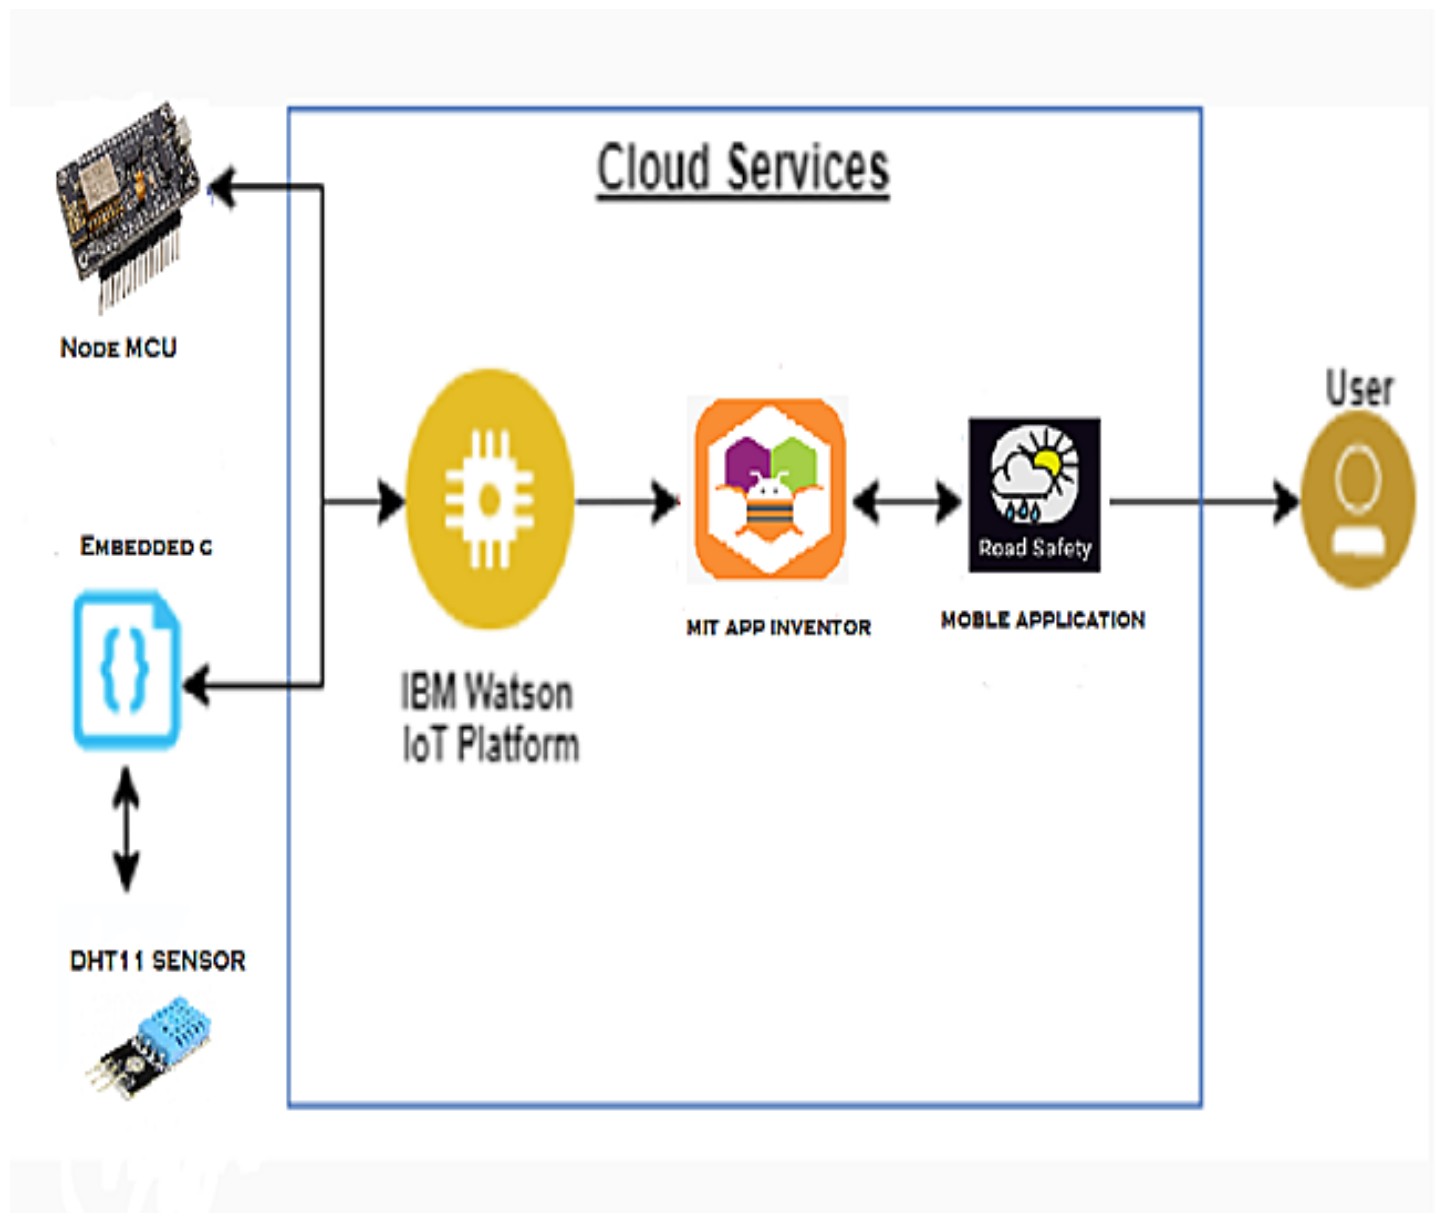 Cloud Services
NODE MCU
User
EMBEDDED C
Road Safety
MIT APP INVENTOR
MOBLE APPLICATION
IBM Watson
IoT Platform
DHT11 SENSOR